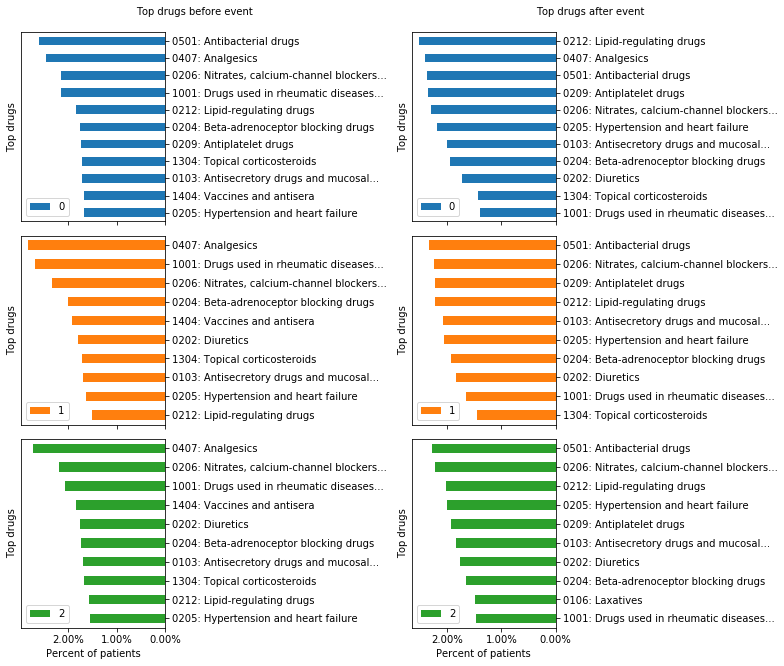 Top drugs before event
Top drugs after event
Top drugs
0501: Antibacterial drugs
0407: Analgesics
0206: Nitrates, calcium-channel blockers...
1001: Drugs used in rheumatic diseases...
0212: Lipid-regulating drugs
0204: Beta-adrenoceptor blocking drugs
0209: Antiplatelet drugs
1304: Topical corticosteroids
0103: Antisecretory drugs and mucosal...
1404: Vaccines and antisera
0205: Hypertension and heart failure
0
Top drugs
0212: Lipid-regulating drugs
0407: Analgesics
0501: Antibacterial drugs
0209: Antiplatelet drugs
0206: Nitrates, calcium-channel blockers...
0205: Hypertension and heart failure
0103: Antisecretory drugs and mucosal...
0204: Beta-adrenoceptor blocking drugs
0202: Diuretics
1304: Topical corticosteroids
1001: Drugs used in rheumatic diseases...
0
Top drugs
0407: Analgesics
1001: Drugs used in rheumatic diseases...
0206: Nitrates, calcium-channel blockers...
0204: Beta-adrenoceptor blocking drugs
1404: Vaccines and antisera
0202: Diuretics
1304: Topical corticosteroids
0103: Antisecretory drugs and mucosal...
0205: Hypertension and heart failure
0212: Lipid-regulating drugs
1
Top drugs
0501: Antibacterial drugs
0206: Nitrates, calcium-channel blockers...
0209: Antiplatelet drugs
0212: Lipid-regulating drugs
0103: Antisecretory drugs and mucosal...
0205: Hypertension and heart failure
0204: Beta-adrenoceptor blocking drugs
0202: Diuretics
1001: Drugs used in rheumatic diseases...
1304: Topical corticosteroids
1
Top drugs
0407: Analgesics
0206: Nitrates, calcium-channel blockers...
1001: Drugs used in rheumatic diseases...
1404: Vaccines and antisera
0202: Diuretics
0204: Beta-adrenoceptor blocking drugs
0103: Antisecretory drugs and mucosal...
1304: Topical corticosteroids
0212: Lipid-regulating drugs
0205: Hypertension and heart failure
2
2.00% 1.00% 0.00%
Percent of patients
Top drugs
0501: Antibacterial drugs
0206: Nitrates, calcium-channel blockers...
0212: Lipid-regulating drugs
0205: Hypertension and heart failure
0209: Antiplatelet drugs
0103: Antisecretory drugs and mucosal...
0202: Diuretics
0204: Beta-adrenoceptor blocking drugs
0106: Laxatives
1001: Drugs used in rheumatic diseases...
2
2.00% 1.00% 0.00%
Percent of patients